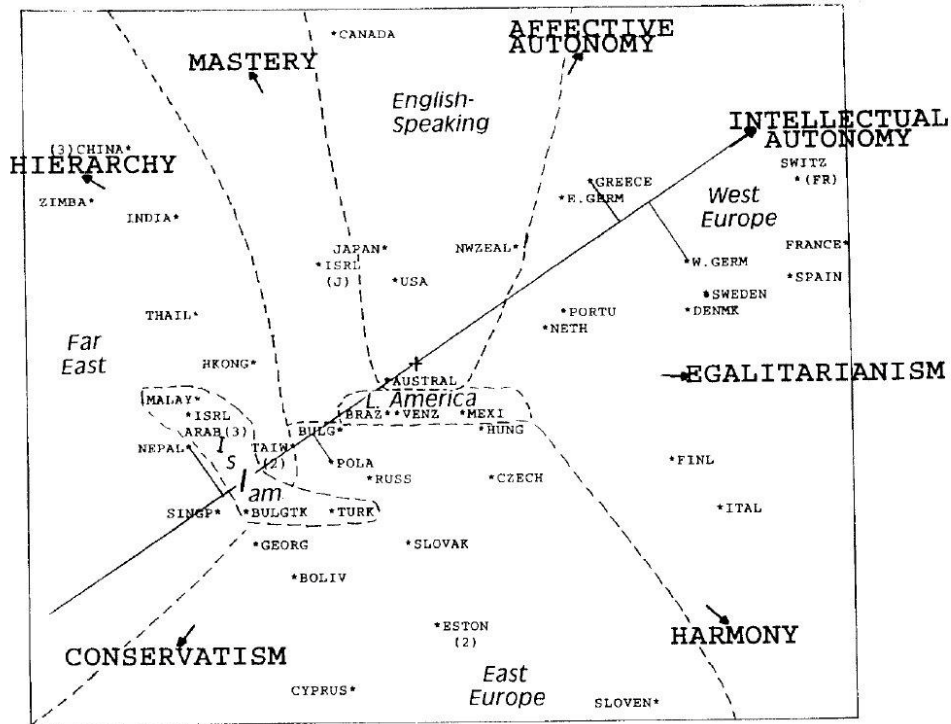 *CANADA
AFFECTIVE
AUTONOMY
MASTERY
English-
Speaking
INTELLECTUAL
AUTONOMY
(3)CHINA*
HIERARCHY
SWITZ
*(FR)
*GREECE
*E.GERM
West
Europe
ZIMBA*
INDIA*
JAPAN*
NWZEAL*
FRANCE*
*ISRL
(J)
*USA
*W.GERM
*SPAIN
*SWEDEN
*DENMK
THAIL*
*PORTU
*NETH
Far
East
HKONG*
+
*AUSTRAL
EGALITARIANISM
L. America
MALAY*
*ISRL
ARAB(3)
BRAZ*
*VENZ
*MEXI
BULG*
*HUNG
NEPAL*
TAIW*
(2)
Islam
*POLA
*RUSS
*CZECH
*FINL
SINGP*
*BULGTK
*TURK
*ITAL
*GEORG
*SLOVAK
*BOLIV
*ESTON
(2)
HARMONY
CONSERVATISM
East
Europe
CYPRUS*
SLOVEN*